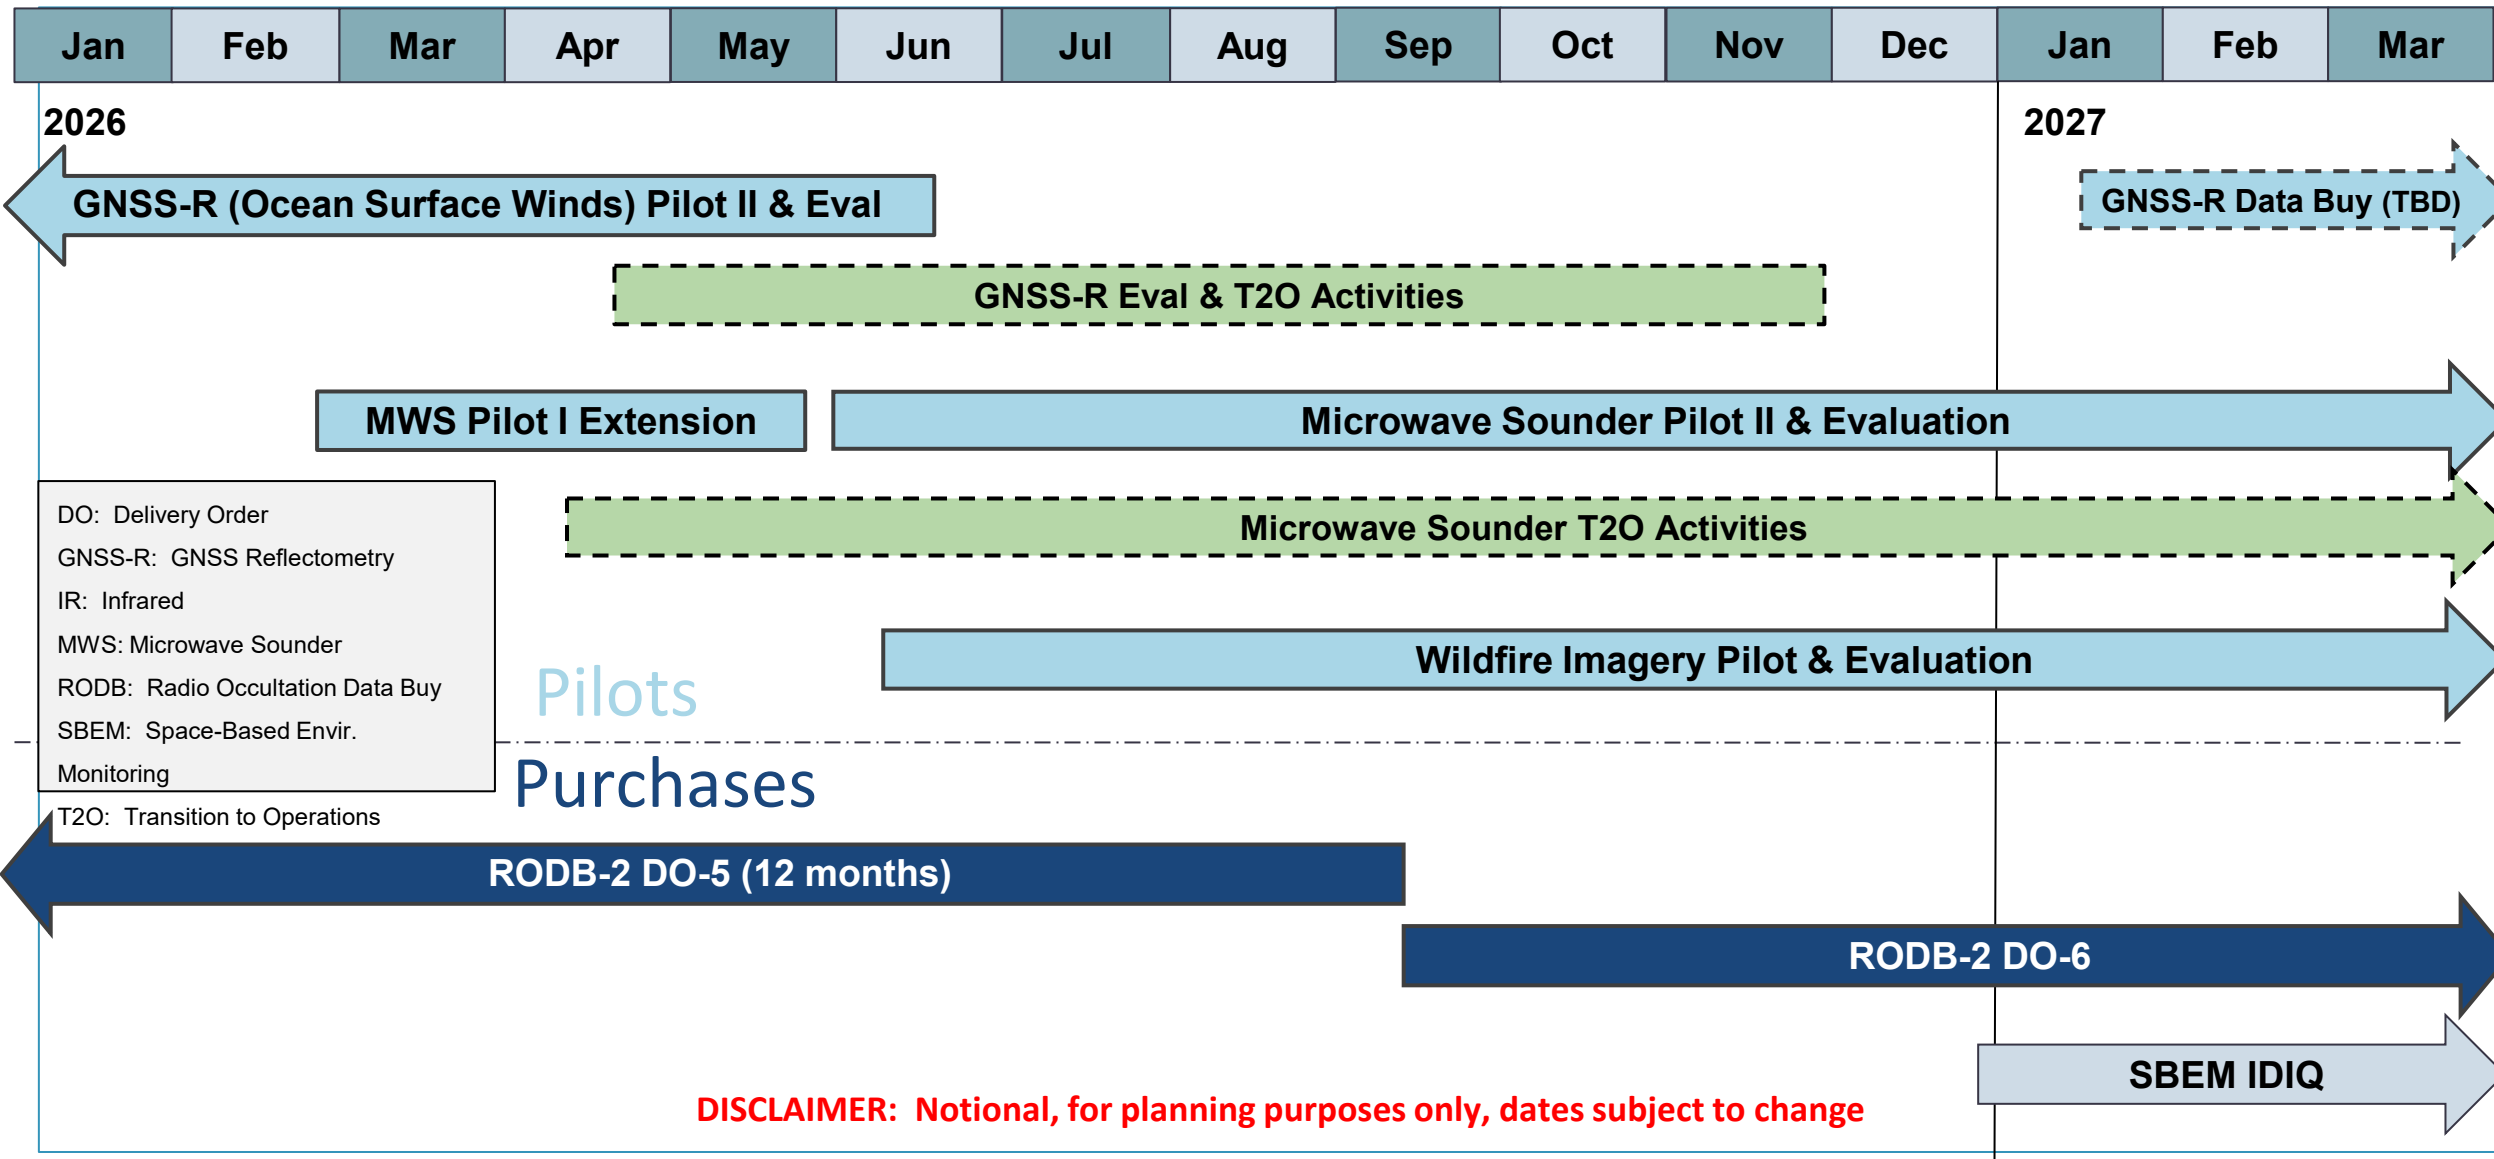 Jan Feb Mar Apr May Jun Jul Aug Sep Oct Nov Dec Jan Feb Mar
2026 2027
GNSS-R (Ocean Surface Winds) Pilot II & Eval
GNSS-R Data Buy (TBD)
GNSS-R Eval & T2O Activities
MWS Pilot I Extension
Microwave Sounder Pilot II & Evaluation
Microwave Sounder T2O Activities
Wildfire Imagery Pilot & Evaluation
DO: Delivery Order
GNSS-R: GNSS Reflectometry
IR: Infrared
MWS: Microwave Sounder
RODB: Radio Occultation Data Buy
SBEM: Space-Based Envir.
Monitoring
T2O: Transition to Operations
Pilots
Purchases
RODB-2 DO-5 (12 months)
RODB-2 DO-6
SBEM IDIQ
DISCLAIMER: Notional, for planning purposes only, dates subject to change